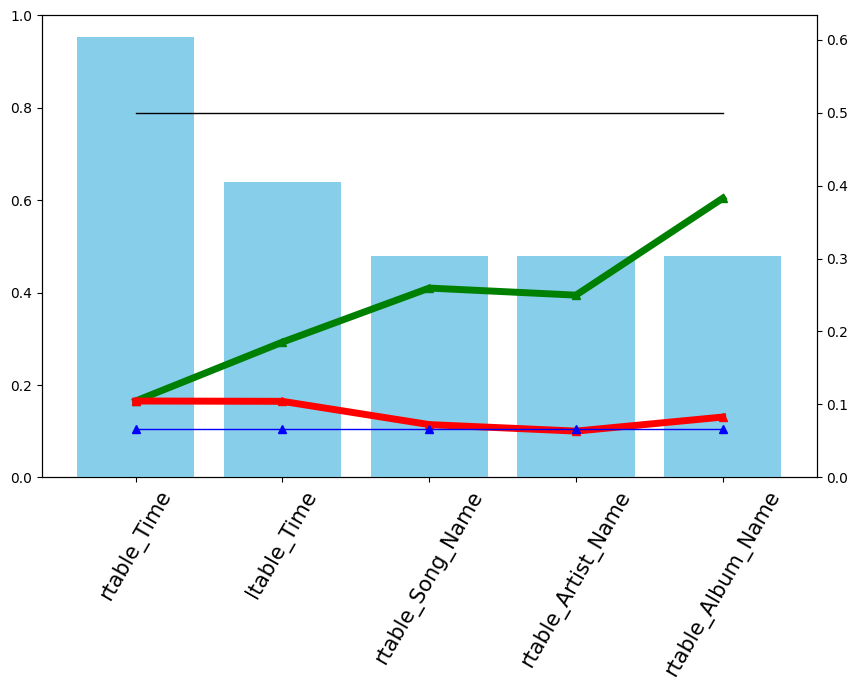 1.0
0.8
0.6
0.4
0.2
0.0
0.6
0.5
0.4
0.3
0.2
0.1
0.0
rtable_Time
ltable_Time
rtable_Song_Name
rtable_Artist_Name
rtable_Album_Name